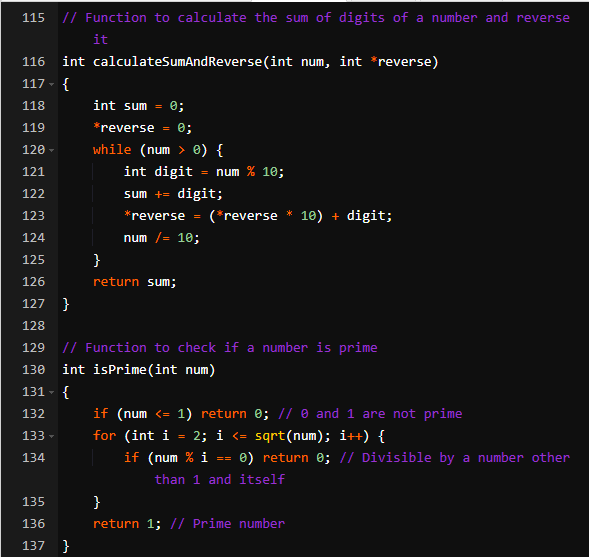 115 // Function to calculate the sum of digits of a number and reverse
it
116 int calculateSumAndReverse(int num, int *reverse)
117 {
118     int sum = 0;
119     *reverse = 0;
120     while (num > 0) {
121         int digit = num % 10;
122         sum += digit;
123         *reverse = (*reverse * 10) + digit;
124         num /= 10;
125     }
126     return sum;
127 }
128
129 // Function to check if a number is prime
130 int isPrime(int num)
131 {
132     if (num <= 1) return 0; // 0 and 1 are not prime
133     for (int i = 2; i <= sqrt(num); i++) {
134         if (num % i == 0) return 0; // Divisible by a number other
than 1 and itself
135     }
136     return 1; // Prime number
137 }